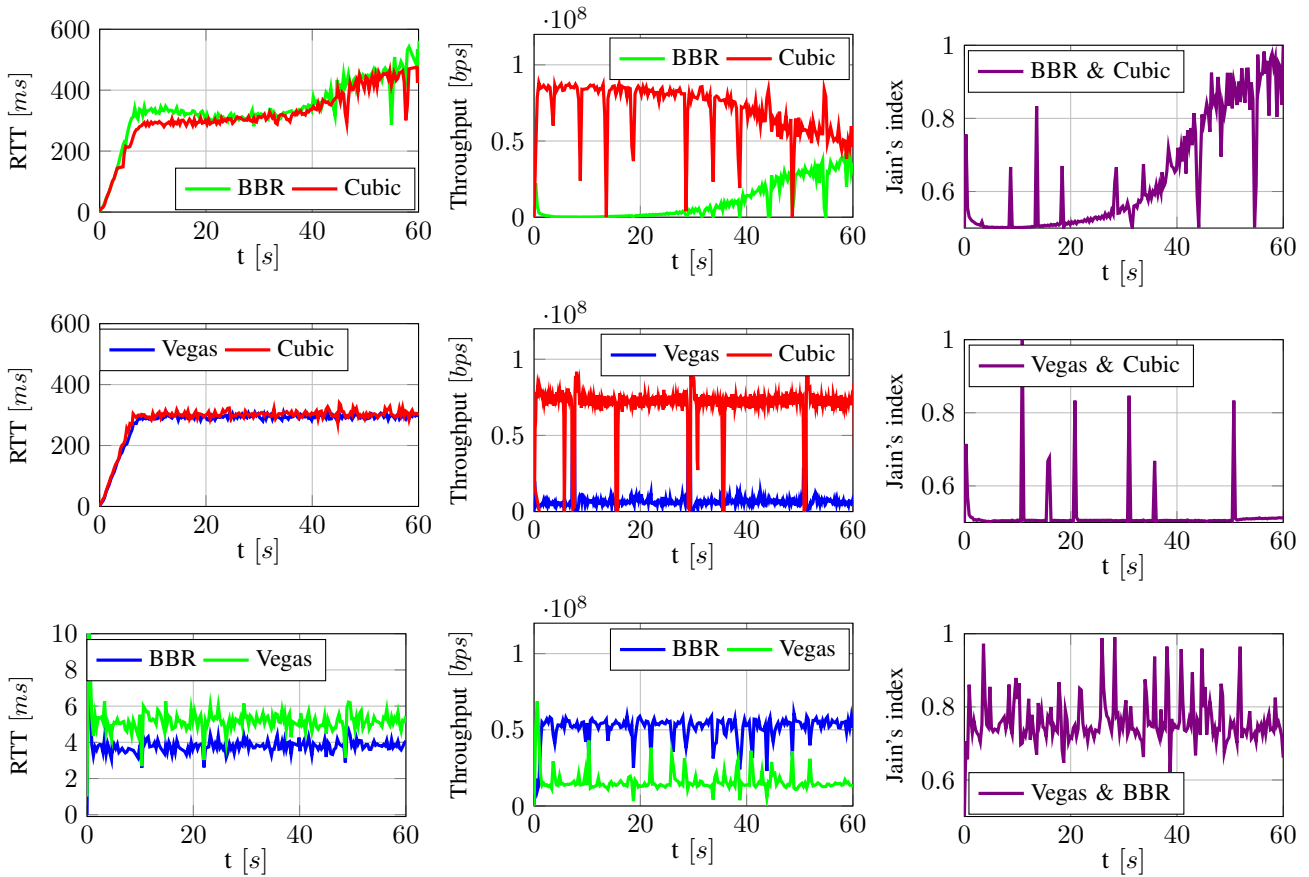 600
400
200
0
0
20
40
60
RTT [ms]
t [s]
BBR
Cubic
·10^8
1
0.5
0
0
20
40
60
Throughput [bps]
t [s]
BBR
Cubic
1
0.8
0.6
0
20
40
60
Jain's index
t [s]
BBR & Cubic
600
400
200
0
0
20
40
60
RTT [ms]
t [s]
Vegas
Cubic
·10^8
1
0.5
0
0
20
40
60
Throughput [bps]
t [s]
Vegas
Cubic
1
0.8
0.6
0
20
40
60
Jain's index
t [s]
Vegas & Cubic
10
8
6
4
2
0
0
20
40
60
RTT [ms]
t [s]
BBR
Vegas
·10^8
1
0.5
0
0
20
40
60
Throughput [bps]
t [s]
BBR
Vegas
1
0.8
0.6
0
20
40
60
Jain's index
t [s]
Vegas & BBR